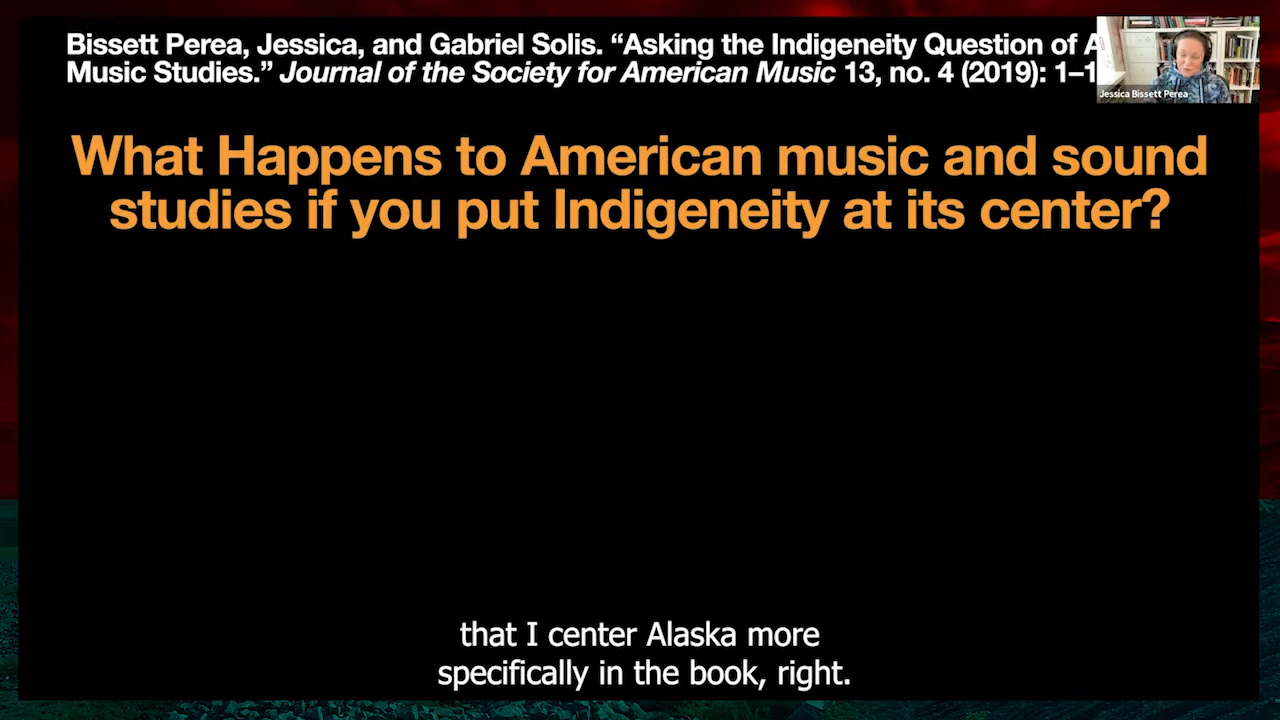 Bissett Perea, Jessica, and Gabriel Solis. “Asking the Indigeneity Question of
Music Studies.” Journal of the Society for American Music 13, no. 4 (2019): 1–1
Jessica Bissett Perea
What Happens to American music and sound
studies if you put Indigeneity at its center?
that I center Alaska more
specifically in the book, right.